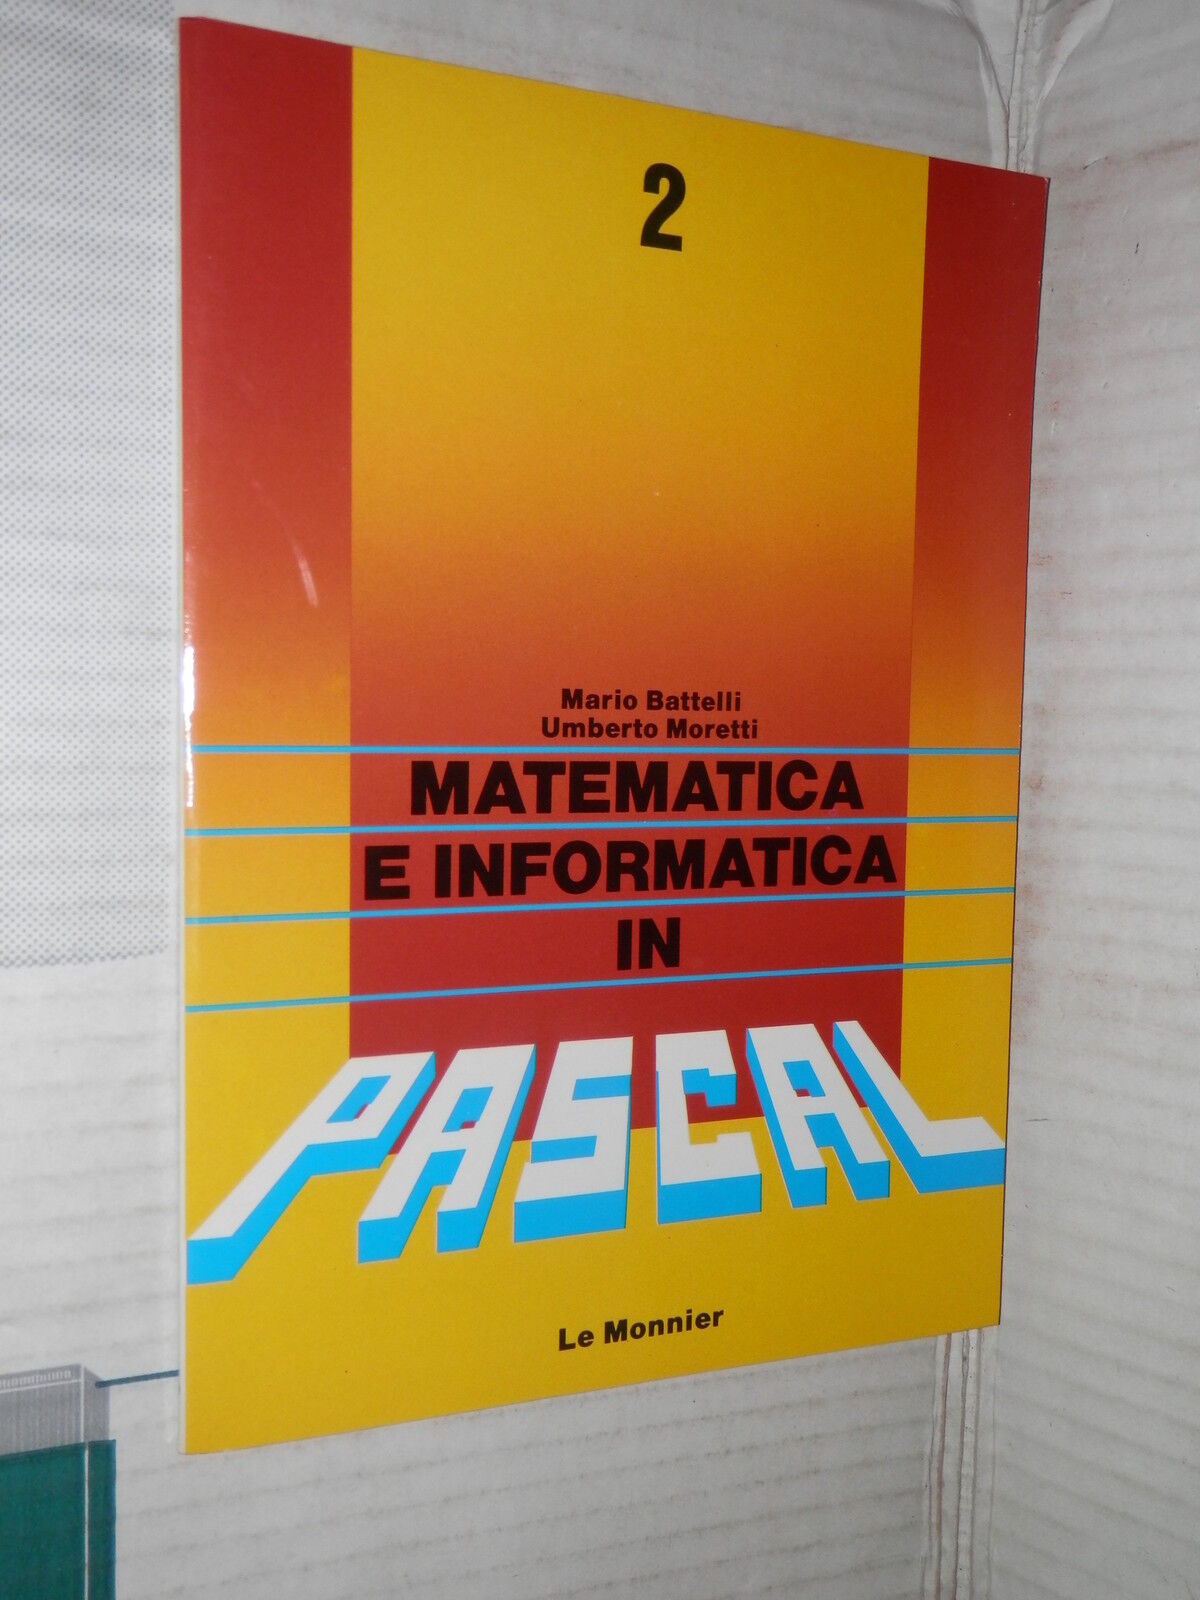 2
Mario Battelli
Umberto Moretti
MATEMATICA
E INFORMATICA
IN
PASCAL
Le Monnier